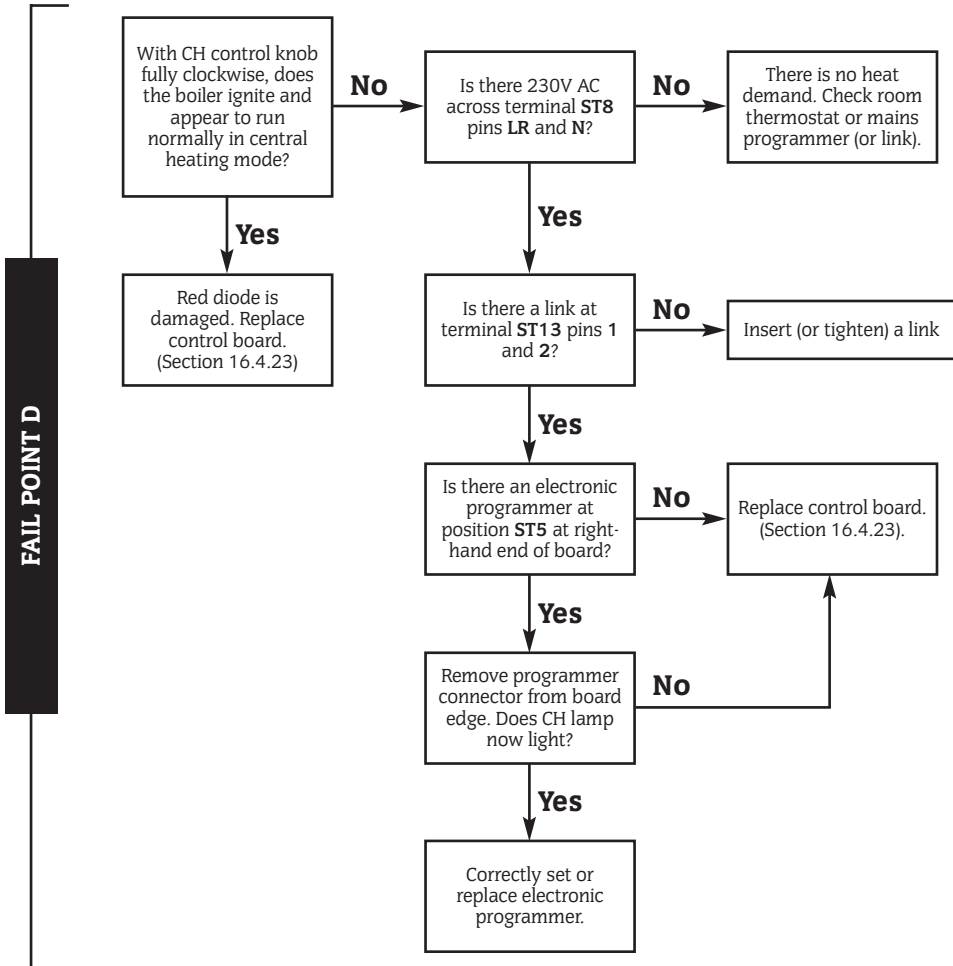 FAIL POINT D
With CH control knob
fully clockwise, does
the boiler ignite and
appear to run
normally in central
heating mode?
No
Is there 230V AC
across terminal ST8
pins LR and N?
No
There is no heat
demand. Check room
thermostat or mains
programmer (or link).
Yes
Yes
Red diode is
damaged. Replace
control board.
(Section 16.4.23)
Is there a link at
terminal ST13 pins 1
and 2?
No
Insert (or tighten) a link
Yes
Is there an electronic
programmer at
position ST5 at right-
hand end of board?
No
Replace control board.
(Section 16.4.23).
Yes
Remove programmer
connector from board
edge. Does CH lamp
now light?
No
Yes
Correctly set or
replace electronic
programmer.